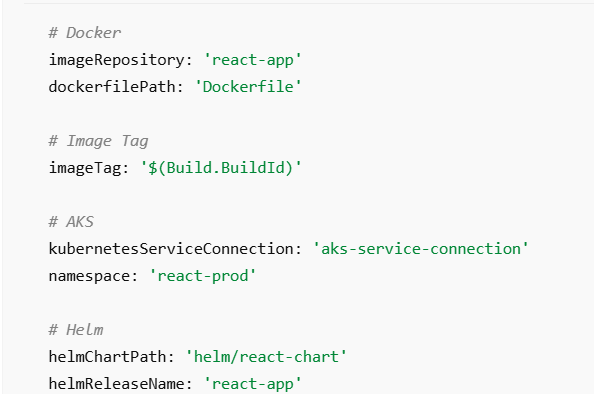 # Docker
imageRepository: 'react-app'
dockerfilePath: 'Dockerfile'
# Image Tag
imageTag: '$(Build.BuildId)'
# AKS
kubernetesServiceConnection: 'aks-service-connection'
namespace: 'react-prod'
# Helm
helmChartPath: 'helm/react-chart'
helmReleaseName: 'react-app'